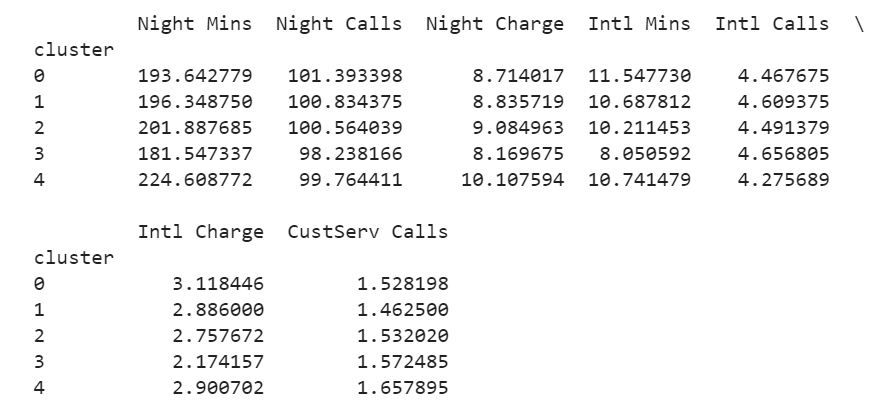 Night Mins  Night Calls  Night Charge  Intl Mins  Intl Calls  \
cluster
0        193.642779   101.393398      8.714017  11.547730    4.467675
1        196.348750   100.834375      8.835719  10.687812    4.609375
2        201.887685   100.564039      9.084963  10.211453    4.491379
3        181.547337    98.238166      8.169675   8.050592    4.656805
4        224.608772    99.764411     10.107594  10.741479    4.275689
Intl Charge  CustServ Calls
cluster
0           3.118446        1.528198
1           2.886000        1.462500
2           2.757672        1.532020
3           2.174157        1.572485
4           2.900702        1.657895